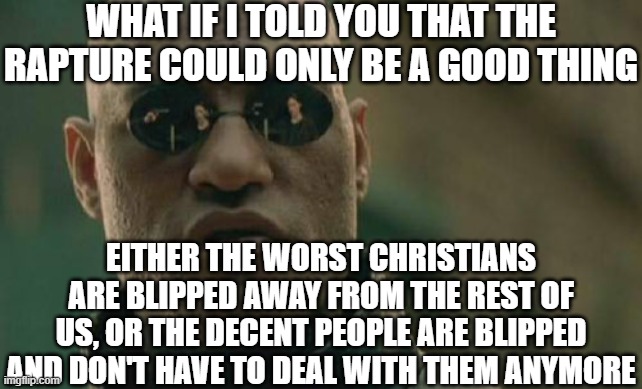 WHAT IF I TOLD YOU THAT THE
RAPTURE COULD ONLY BE A GOOD THING
EITHER THE WORST CHRISTIANS
ARE BLIPPED AWAY FROM THE REST OF
US, OR THE DECENT PEOPLE ARE BLIPPED
AND DON'T HAVE TO DEAL WITH THEM ANYMORE
imgflip.com